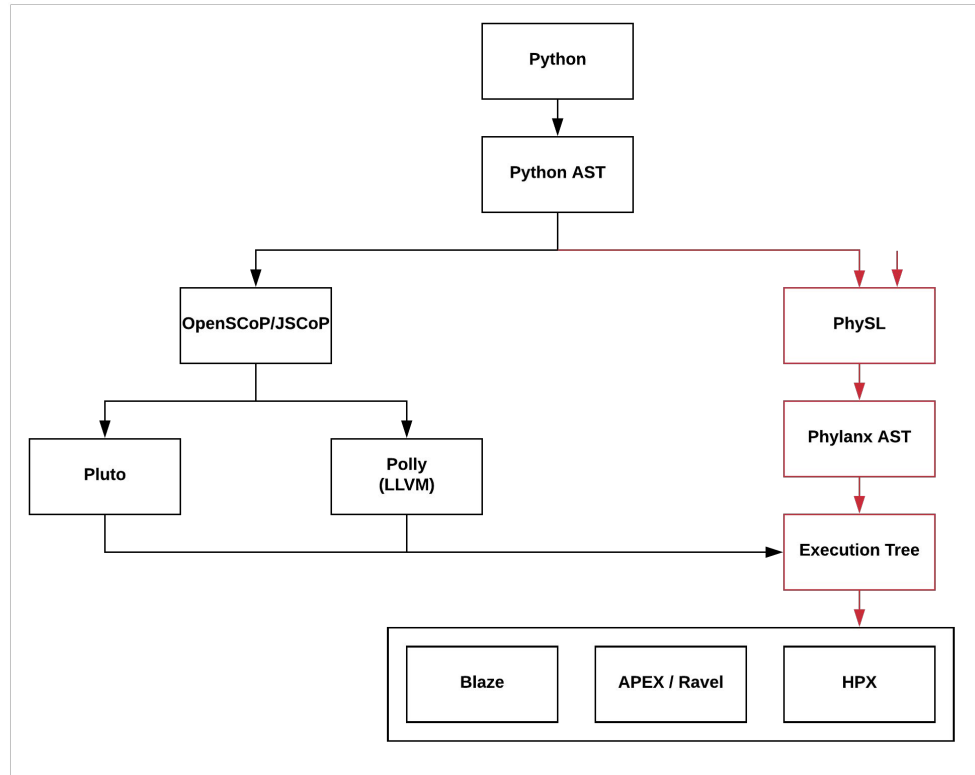 Python
Python AST
OpenSCoP/JSCoP
PhySL
Phylanx AST
Pluto
Polly
(LLVM)
Execution Tree
Blaze
APEX / Ravel
HPX